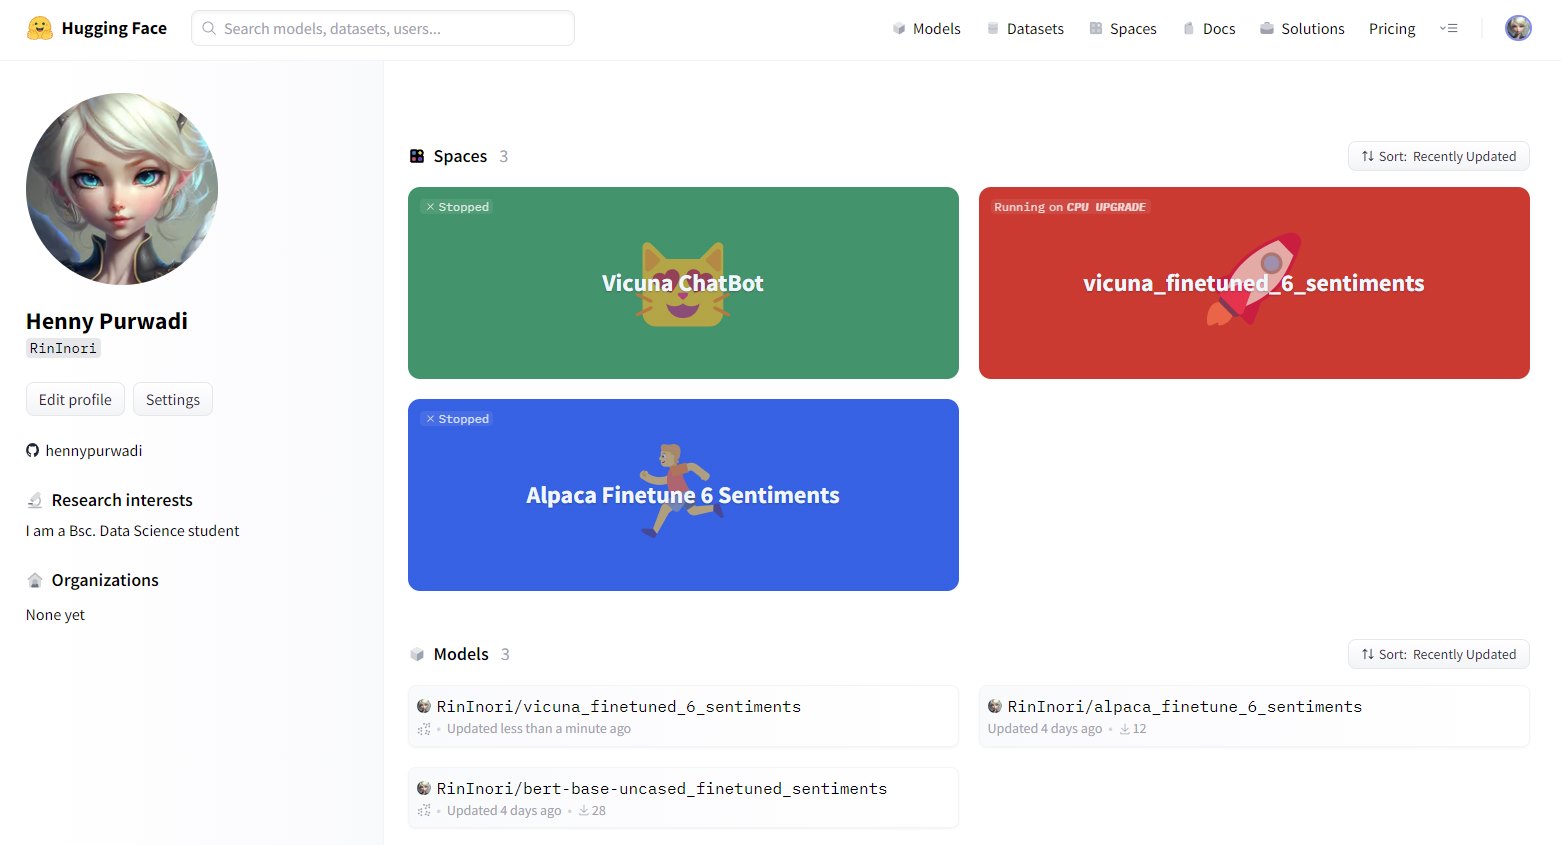 Hugging Face
Search models, datasets, users...
Models
Datasets
Spaces
Docs
Solutions
Pricing
Henny Purwadi
RinInori
Edit profile
Settings
hennypurwadi
Research interests
I am a Bsc. Data Science student
Organizations
None yet
Spaces 3
Sort: Recently Updated
Stopped
Vicuna ChatBot
Running on CPU UPGRADE
vicuna_finetuned_6_sentiments
Stopped
Alpaca Finetune 6 Sentiments
Models 3
Sort: Recently Updated
RinInori/vicuna_finetuned_6_sentiments
Updated less than a minute ago
RinInori/alpaca_finetune_6_sentiments
Updated 4 days ago • 12
RinInori/bert-base-uncased_finetuned_sentiments
• Updated 4 days ago • 28